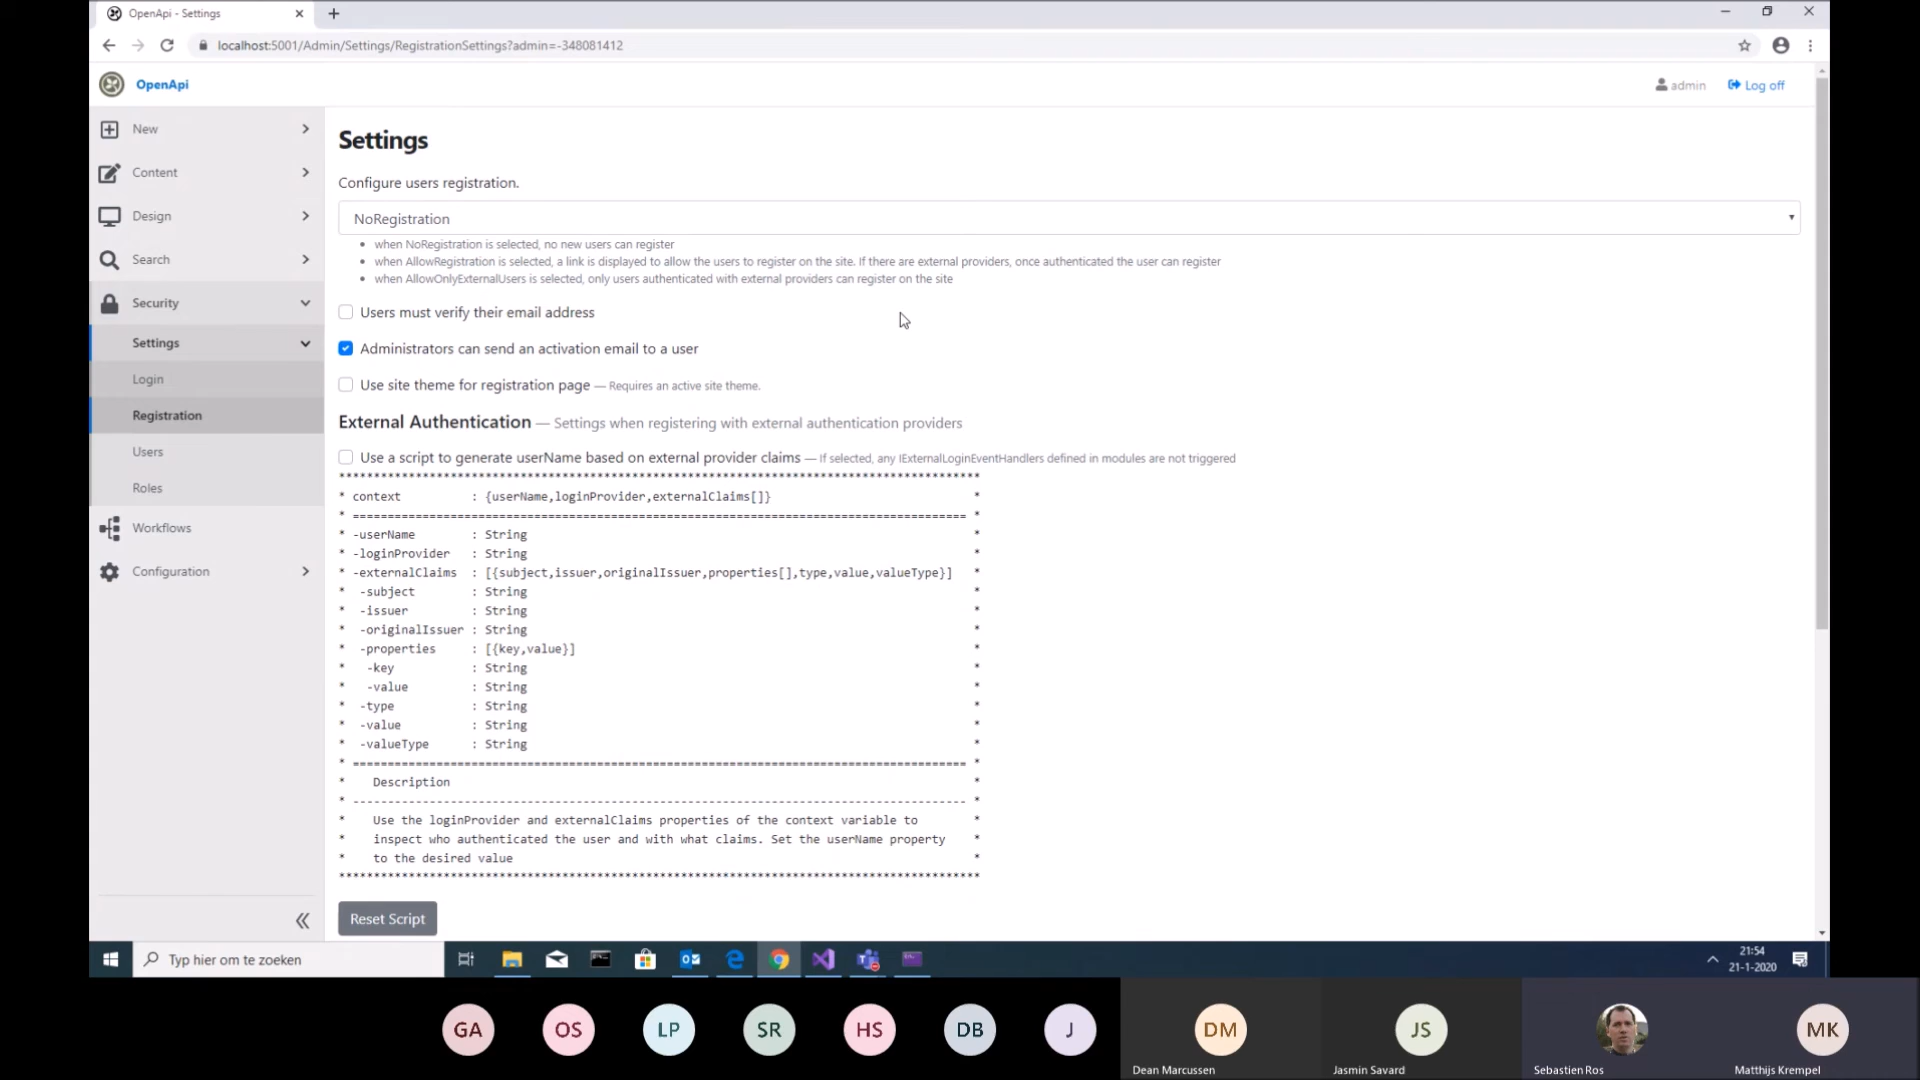 OpenApi - Settings
localhost:5001/Admin/Settings/RegistrationSettings?admin=-348081412
OpenApi
admin
Log off
New
Content
Design
Search
Security
Settings
Login
Registration
Users
Roles
Workflows
Configuration
Settings
Configure users registration.
NoRegistration
• when NoRegistration is selected, no new users can register
• when AllowRegistration is selected, a link is displayed to allow the users to register on the site. If there are external providers, once authenticated the user can register
• when AllowOnlyExternalUsers is selected, only users authenticated with external providers can register on the site
Users must verify their email address
Administrators can send an activation email to a user
Use site theme for registration page — Requires an active site theme.
External Authentication — Settings when registering with external authentication providers
Use a script to generate userName based on external provider claims — If selected, any IExternalLoginEventHandlers defined in modules are not triggered
* context : {userName,loginProvider,externalClaims[]} *
* -userName : String *
* -loginProvider : String *
* -externalClaims : [{subject,issuer,originalIssuer,properties[],type,value,valueType}] *
* -subject : String *
* -issuer : String *
* -originalIssuer : String *
* -properties : [{key,value}] *
* -key : String *
* -value : String *
* -type : String *
* -value : String *
* -valueType : String *
* Description *
* Use the loginProvider and externalClaims properties of the context variable to *
* inspect who authenticated the user and with what claims. Set the userName property *
* to the desired value *
Reset Script
Typ hier om te zoeken
21:54
21-1-2020
GA
OS
LP
SR
HS
DB
J
DM
JS
MK
Dean Marcussen
Jasmin Savard
Sebastien Ros
Matthijs Krempel